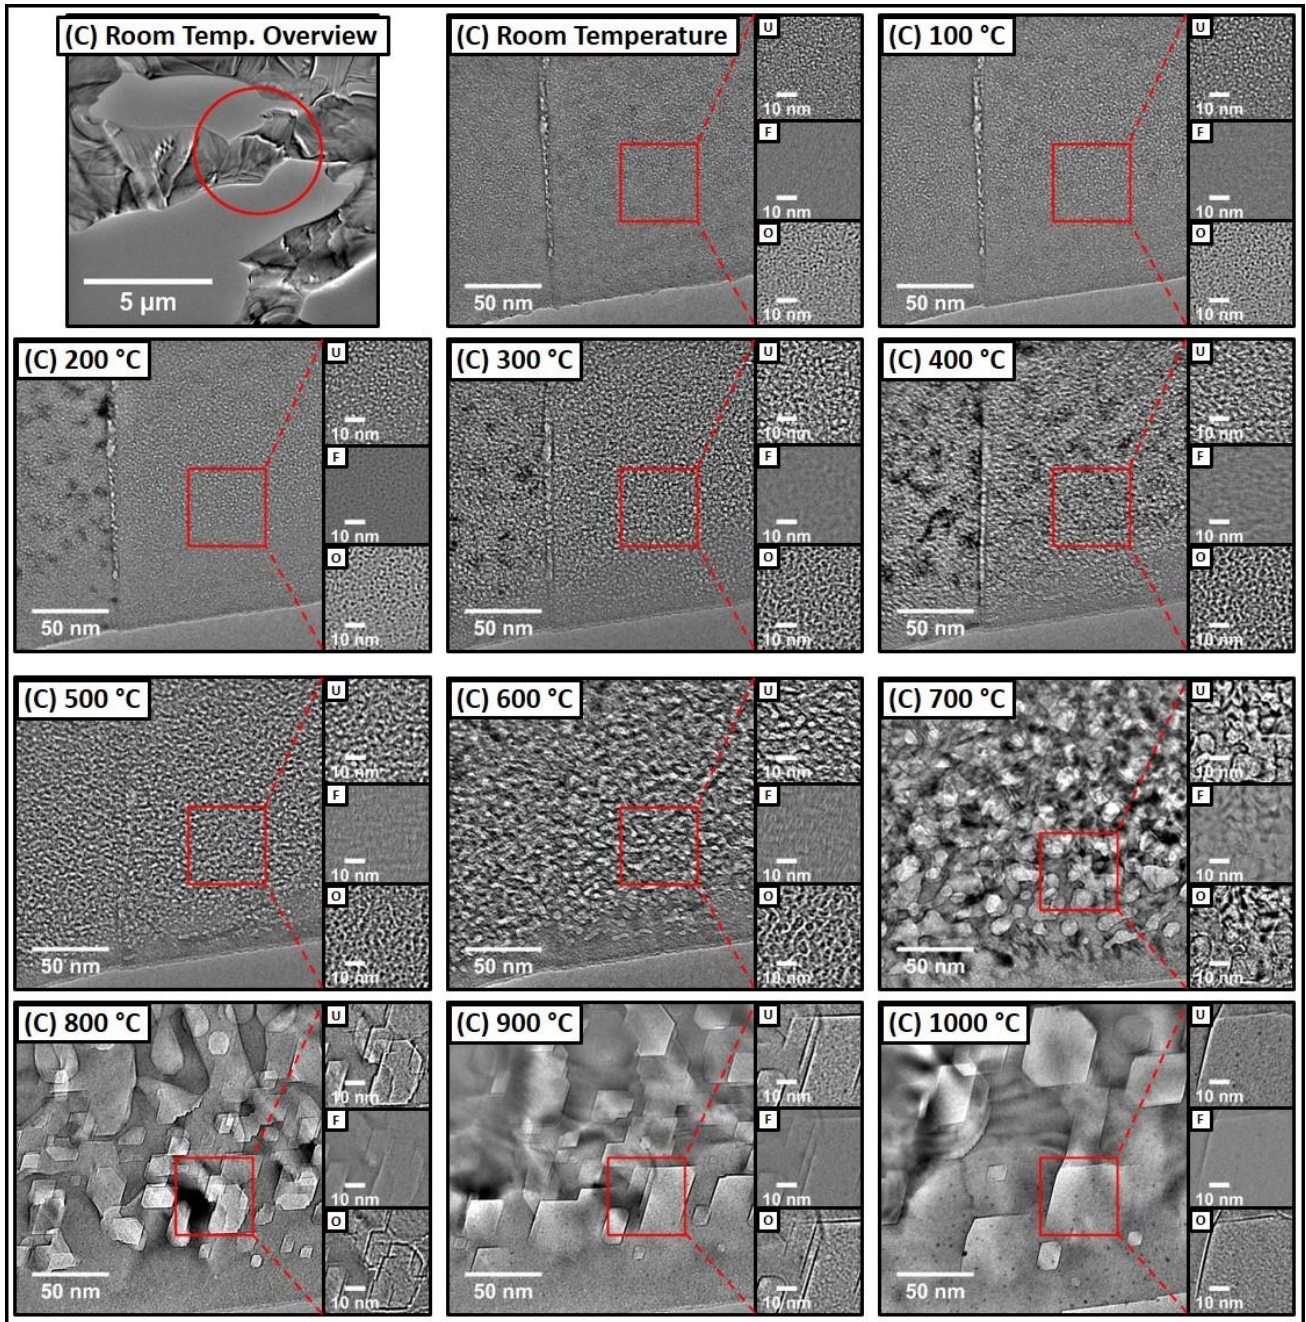 (C) Room Temp. Overview
5 µm
(C) Room Temperature
50 nm
U
10 nm
F
10 nm
O
10 nm
(C) 100 °C
50 nm
U
10 nm
F
10 nm
O
10 nm
(C) 200 °C
50 nm
U
10 nm
F
10 nm
O
10 nm
(C) 300 °C
50 nm
U
10 nm
F
10 nm
O
10 nm
(C) 400 °C
50 nm
U
10 nm
F
10 nm
O
10 nm
(C) 500 °C
50 nm
U
10 nm
F
10 nm
O
10 nm
(C) 600 °C
50 nm
U
10 nm
F
10 nm
O
10 nm
(C) 700 °C
50 nm
U
10 nm
F
10 nm
O
10 nm
(C) 800 °C
50 nm
U
10 nm
F
10 nm
O
10 nm
(C) 900 °C
50 nm
U
10 nm
F
10 nm
O
10 nm
(C) 1000 °C
50 nm
U
10 nm
F
10 nm
O
10 nm